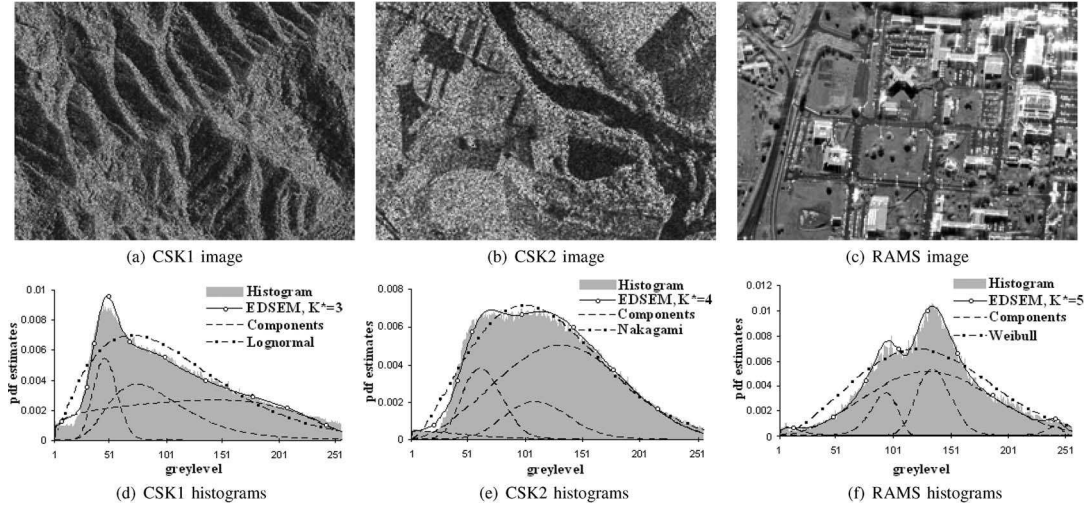 (a) CSK1 image
(b) CSK2 image
(c) RAMS image
0.01
0.008
0.006
0.004
0.002
0
pdf estimates
Histogram
EDSEM, K*=3
Components
Lognormal
1
51
101
151
201
251
greylevel
(d) CSK1 histograms
0.008
0.006
0.004
0.002
0.000
pdf estimates
Histogram
EDSEM, K*=4
Components
Nakagami
1
51
101
151
201
251
greylevel
(e) CSK2 histograms
0.012
0.01
0.008
0.006
0.004
0.002
0
pdf estimates
Histogram
EDSEM, K*=5
Components
Weibull
1
51
101
151
201
251
greylevel
(f) RAMS histograms